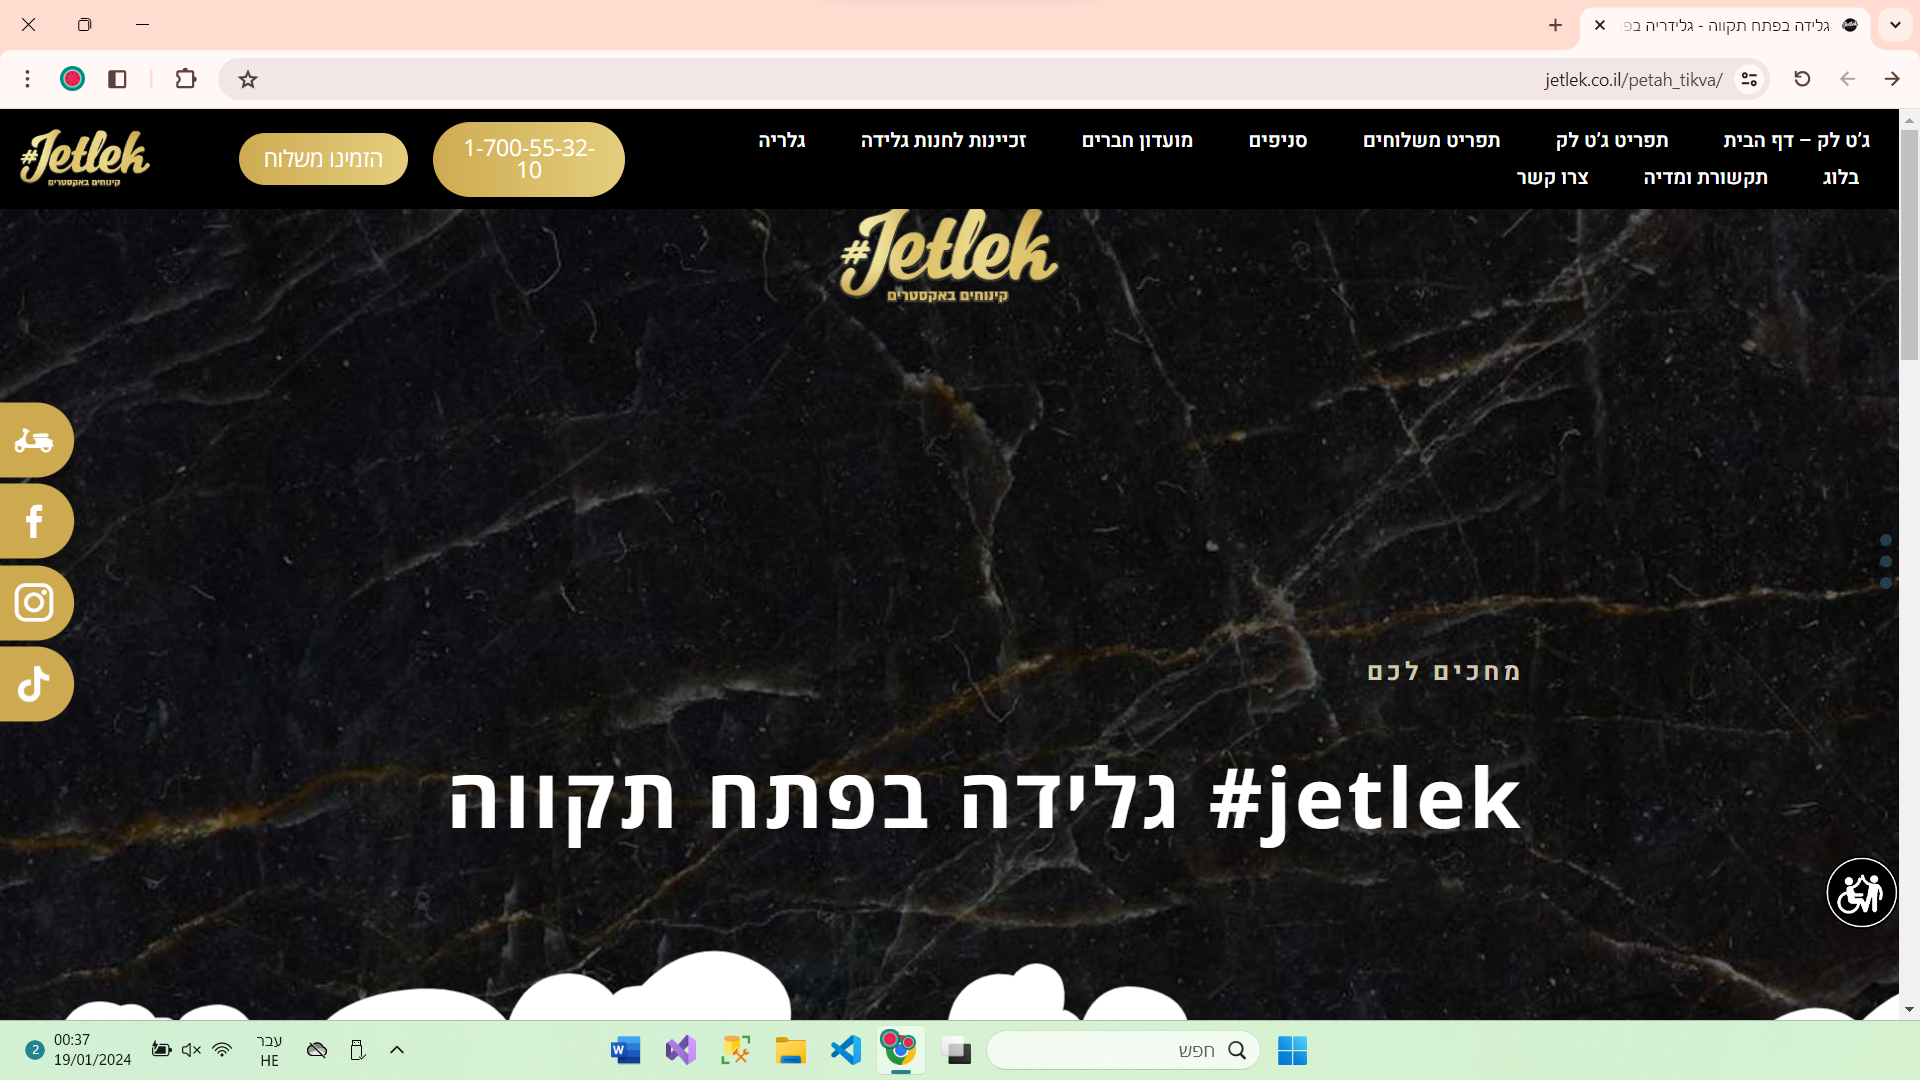 גלידה בפתח תקווה - גלידריה בפ
jetlek.co.il/petah_tikva/
ג'ט לק – דף הבית
תפריט ג'ט לק
תפריט משלוחים
סניפים
מועדון חברים
זכיינות לחנות גלידה
גלריה
בלוג
תקשורת ומדיה
צרו קשר
1-700-55-32-
10
הזמינו משלוח
#Jetlek
קינוחים באקסטרים
#Jetlek
קינוחים באקסטרים
מחכים לכם
jetlek# גלידה בפתח תקווה
חפש
עבר
HE
00:37
19/01/2024
2